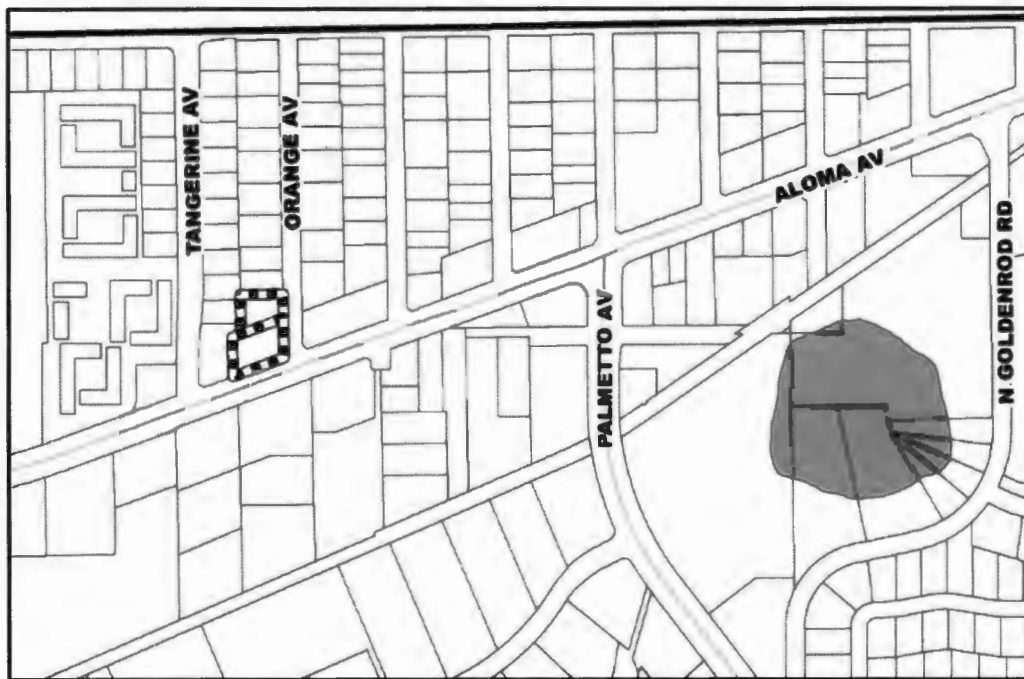 TANGERINE AV
ORANGE AV
ALOMA AV
PALMETTO AV
N GOLDENROD RD